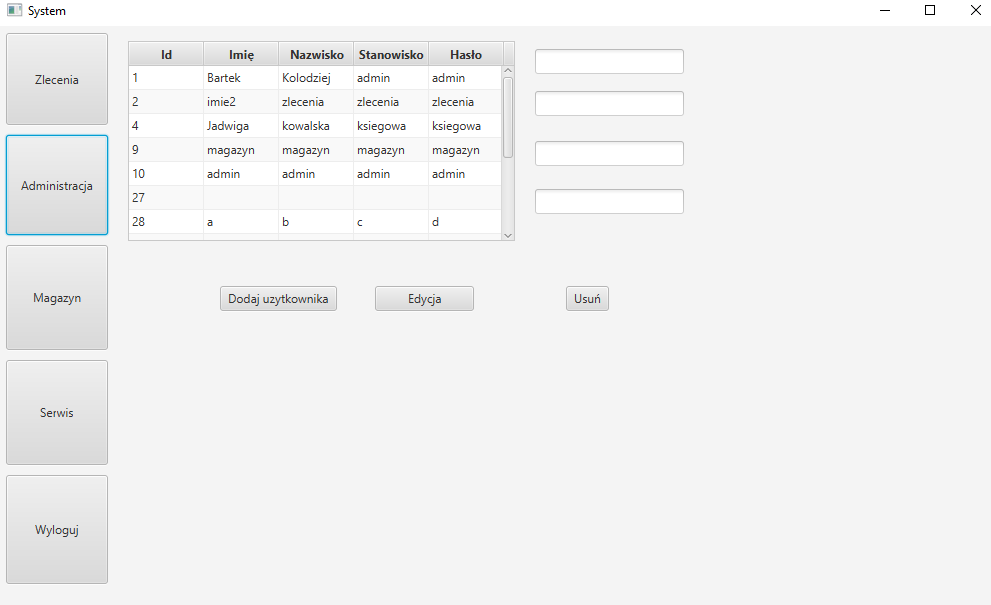 System
Zlecenia
Administracja
Magazyn
Serwis
Wyloguj
Id Imię Nazwisko Stanowisko Hasło
1 Bartek Kolodziej admin admin
2 imie2 zlecenia zlecenia zlecenia
4 Jadwiga kowalska ksiegowa ksiegowa
9 magazyn magazyn magazyn magazyn
10 admin admin admin admin
27
28 a b c d
Dodaj uzytkownika Edycja Usuń